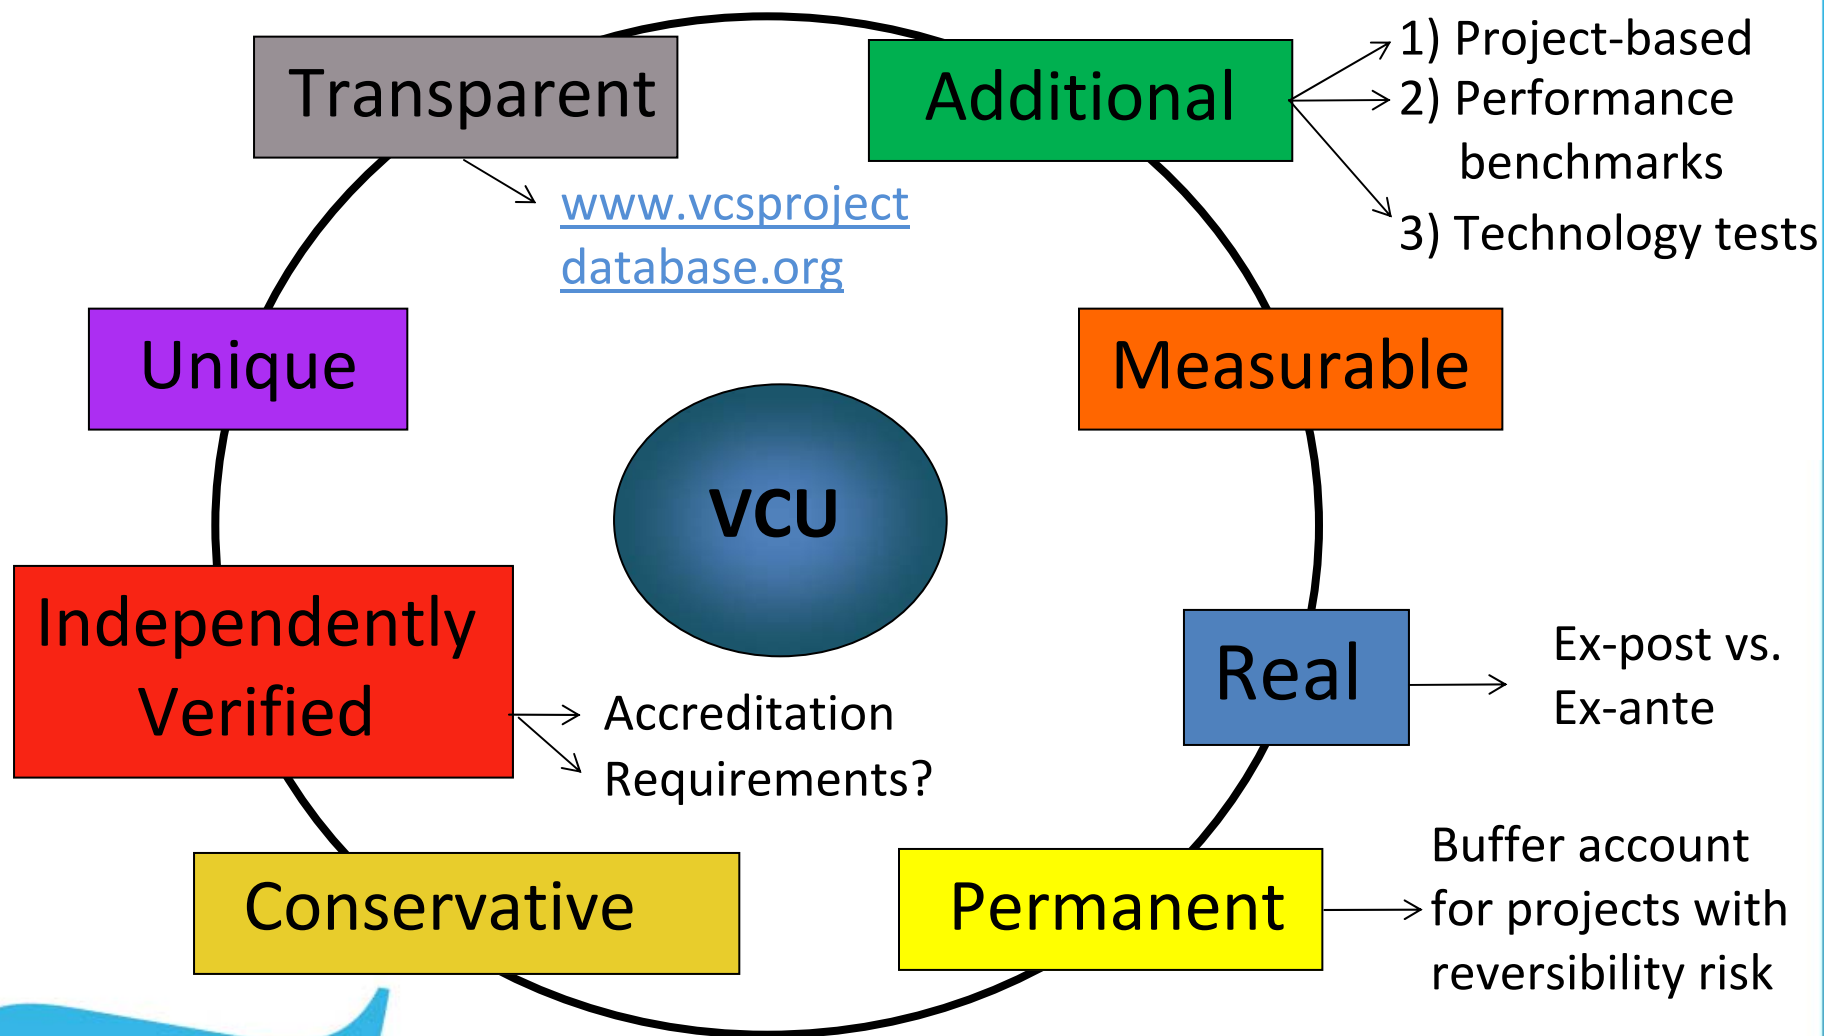 Transparent
www.vcsproject
database.org
Additional
1) Project-based
2) Performance
benchmarks
3) Technology tests
Unique
Measurable
VCU
Independently
Verified
Accreditation
Requirements?
Real
Ex-post vs.
Ex-ante
Conservative
Permanent
Buffer account
for projects with
reversibility risk